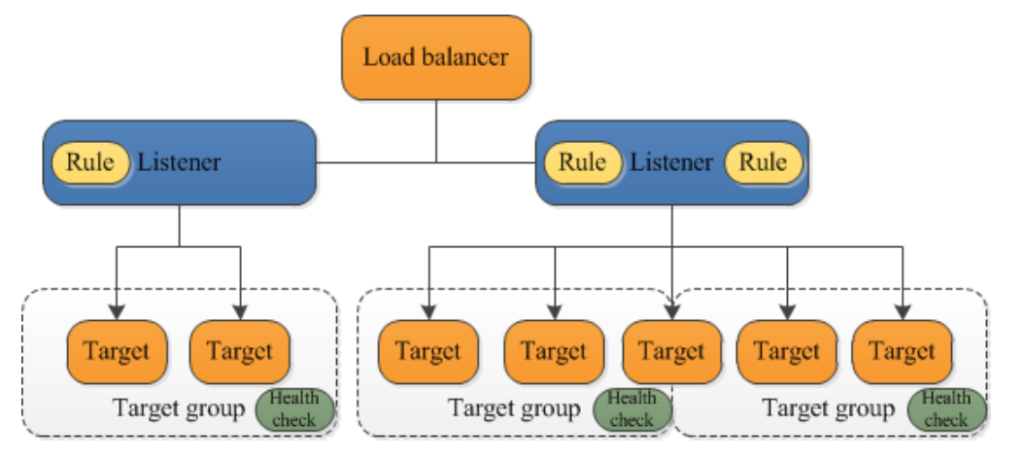 Load balancer
Rule Listener
Rule Listener Rule
Target Target
Target Target Target Target Target
Target group Health
check
Target group Health
check
Target group Health
check